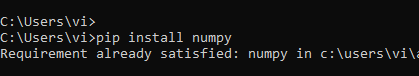 C:\Users\vi>
C:\Users\vi>pip install numpy
Requirement already satisfied: numpy in c:\users\vi\a